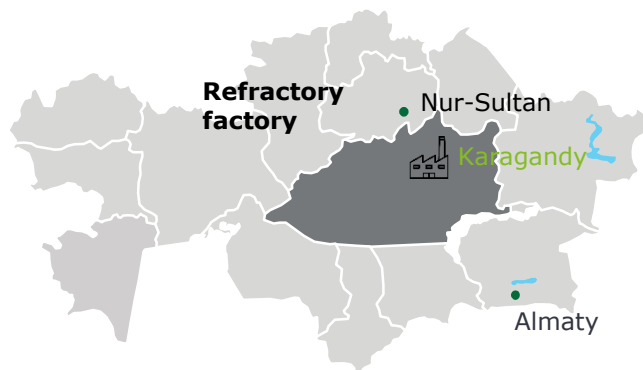 Refractory
factory
Nur-Sultan
Karagandy
Almaty